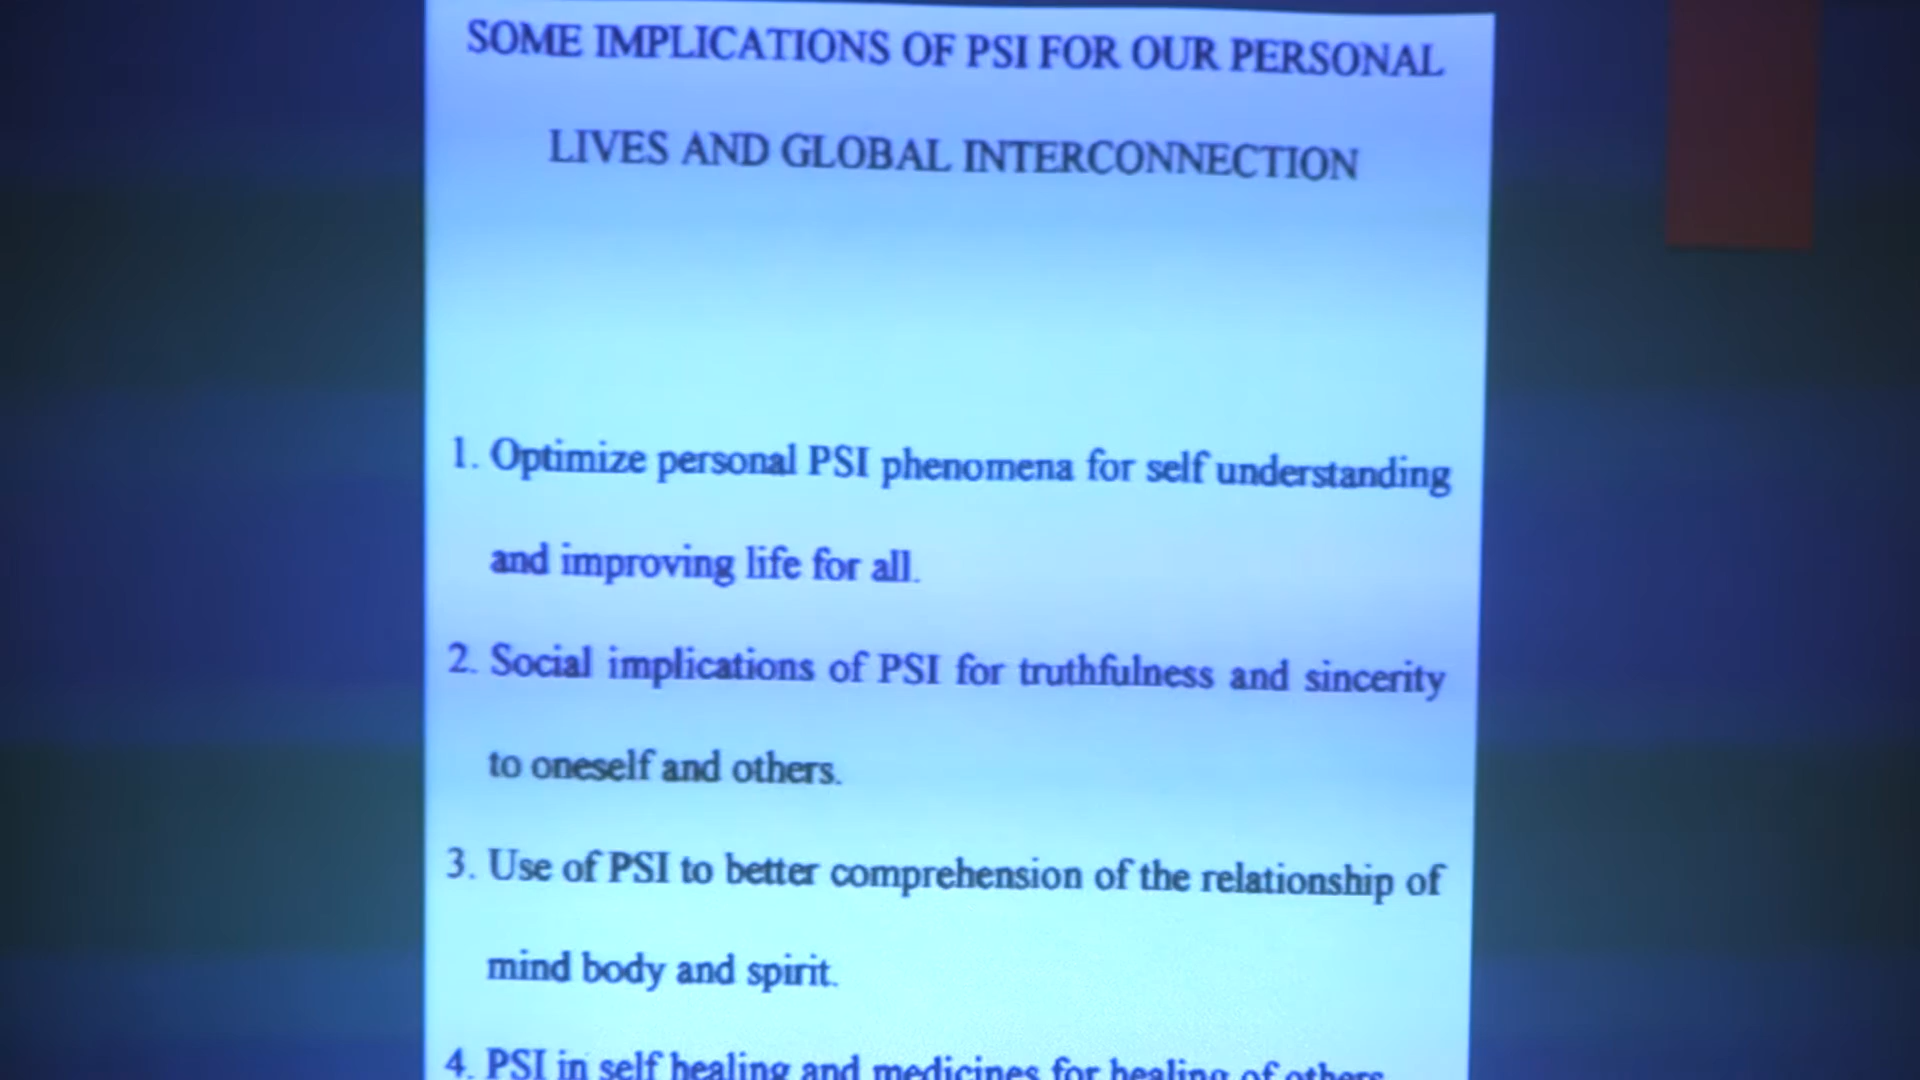 SOME IMPLICATIONS OF PSI FOR OUR PERSONAL
LIVES AND GLOBAL INTERCONNECTION
1. Optimize personal PSI phenomena for self understanding
and improving life for all.
2. Social implications of PSI for truthfulness and sincerity
to oneself and others.
3. Use of PSI to better comprehension of the relationship of
mind body and spirit.
4. PSI in self healing and medicines for healing of others